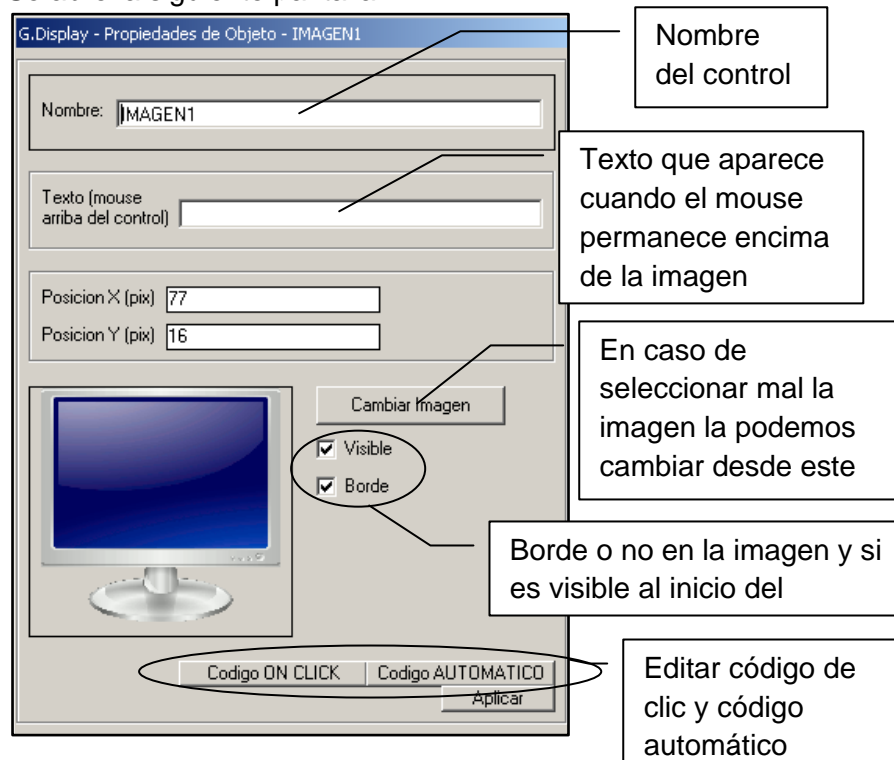 G.Display - Propiedades de Objeto - IMAGEN1
Nombre
del control
Nombre:
IMAGEN1
Texto que aparece
cuando el mouse
permanece encima
de la imagen
Texto (mouse
arriba del control)
Posicion X (pix)
77
Posicion Y (pix)
16
En caso de
seleccionar mal la
imagen la podemos
cambiar desde este
Cambiar Imagen
Visible
Borde
Borde o no en la imagen y si
es visible al inicio del
Codigo ON CLICK
Codigo AUTOMATICO
Aplicar
Editar código de
clic y código
automático